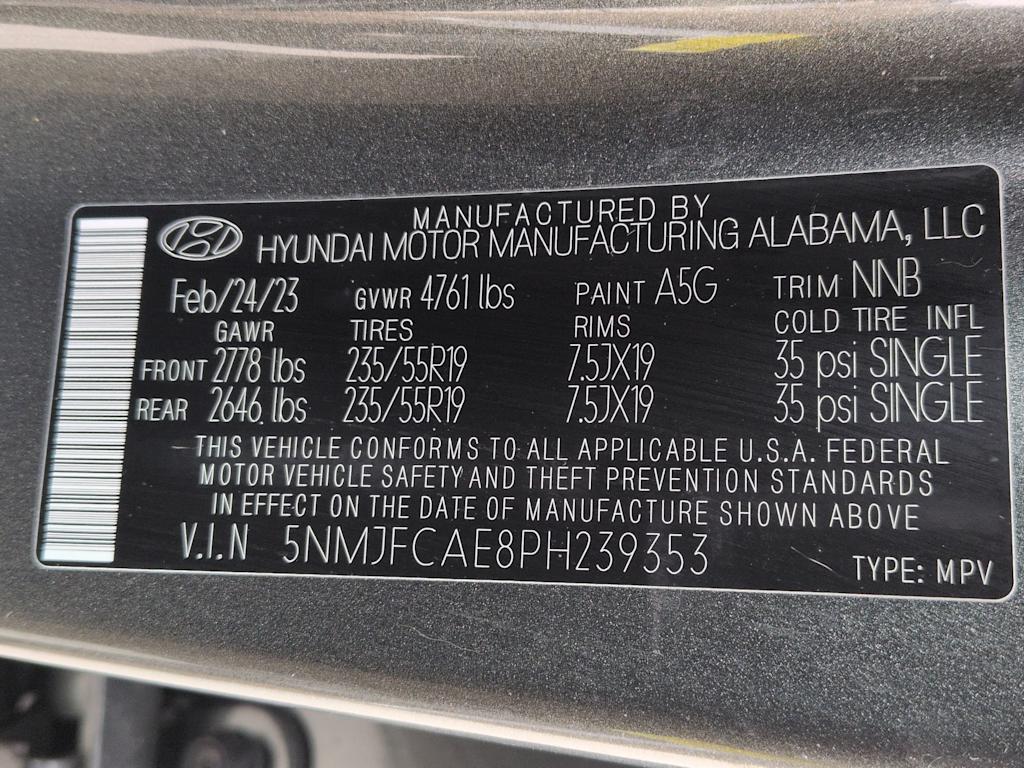 MANUFACTURED BY
HYUNDAI MOTOR MANUFACTURING ALABAMA, LLC
Feb/24/23 GVWR 4761 lbs PAINT A5G TRIM NNB
GAWR TIRES RIMS COLD TIRE INFL
FRONT 2778 lbs 235/55R19 7.5JX19 35 psi SINGLE
REAR 2646 lbs 235/55R19 7.5JX19 35 psi SINGLE
THIS VEHICLE CONFORMS TO ALL APPLICABLE U.S.A. FEDERAL
MOTOR VEHICLE SAFETY AND THEFT PREVENTION STANDARDS
IN EFFECT ON THE DATE OF MANUFACTURE SHOWN ABOVE
V.I.N 5NMJFCAE8PH239353
TYPE: MPV